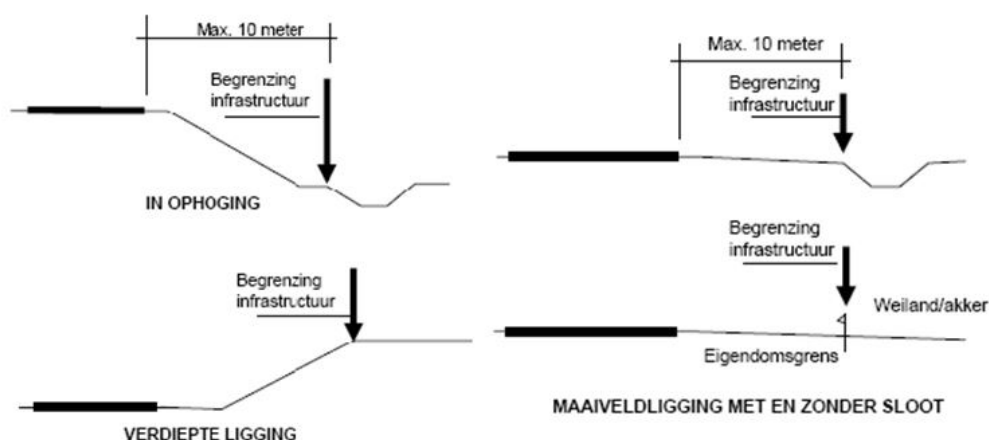 Max. 10 meter
Begrenzing
infrastructuur
IN OPHOGING
Begrenzing
infrastructuur
VERDIEPTE LIGGING
Max. 10 meter
Begrenzing
infrastructuur
Begrenzing
infrastructuur
Weiland/akker
Eigendomsgrens
MAAIVELDLIGGING MET EN ZONDER SLOOT